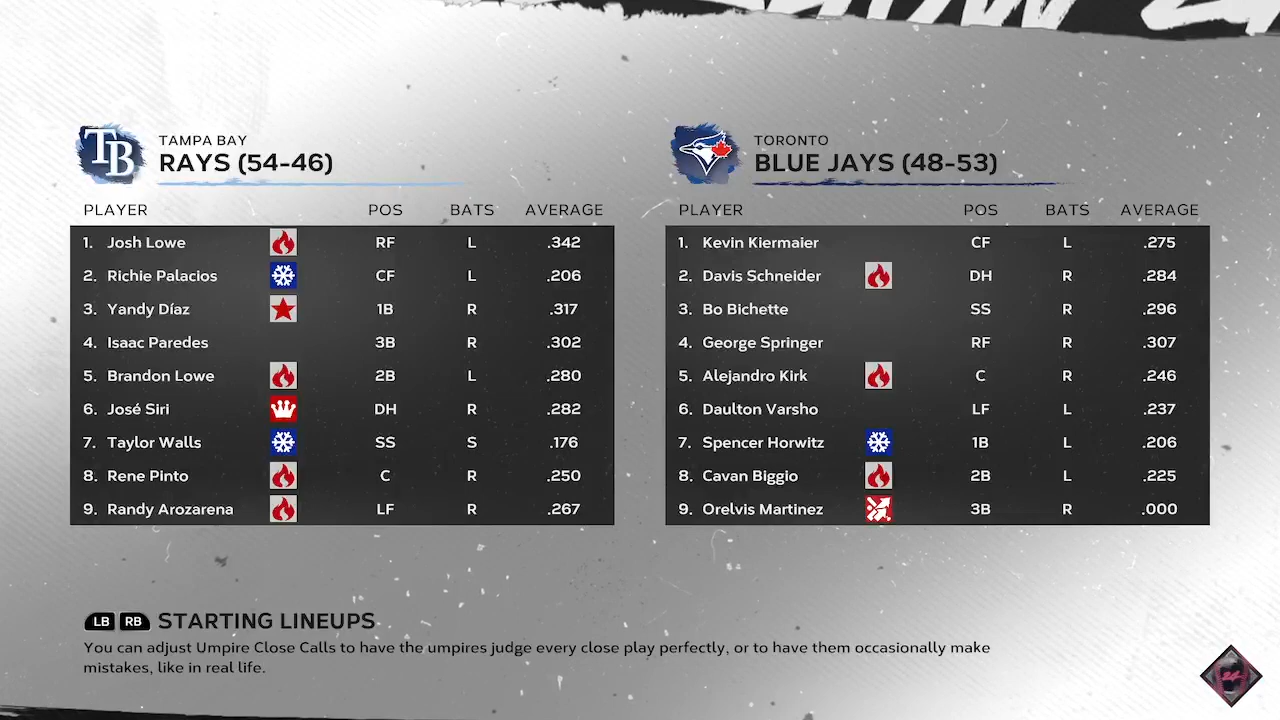 TAMPA BAY
RAYS (54-46)
PLAYER POS BATS AVERAGE
1. Josh Lowe RF L .342
2. Richie Palacios CF L .206
3. Yandy Díaz 1B R .317
4. Isaac Paredes 3B R .302
5. Brandon Lowe 2B L .280
6. José Siri DH R .282
7. Taylor Walls SS S .176
8. Rene Pinto C R .250
9. Randy Arozarena LF R .267
TORONTO
BLUE JAYS (48-53)
PLAYER POS BATS AVERAGE
1. Kevin Kiermaier CF L .275
2. Davis Schneider DH R .284
3. Bo Bichette SS R .296
4. George Springer RF R .307
5. Alejandro Kirk C R .246
6. Daulton Varsho LF L .237
7. Spencer Horwitz 1B L .206
8. Cavan Biggio 2B L .225
9. Orelvis Martinez 3B R .000
LB RB STARTING LINEUPS
You can adjust Umpire Close Calls to have the umpires judge every close play perfectly, or to have them occasionally make
mistakes, like in real life.
24